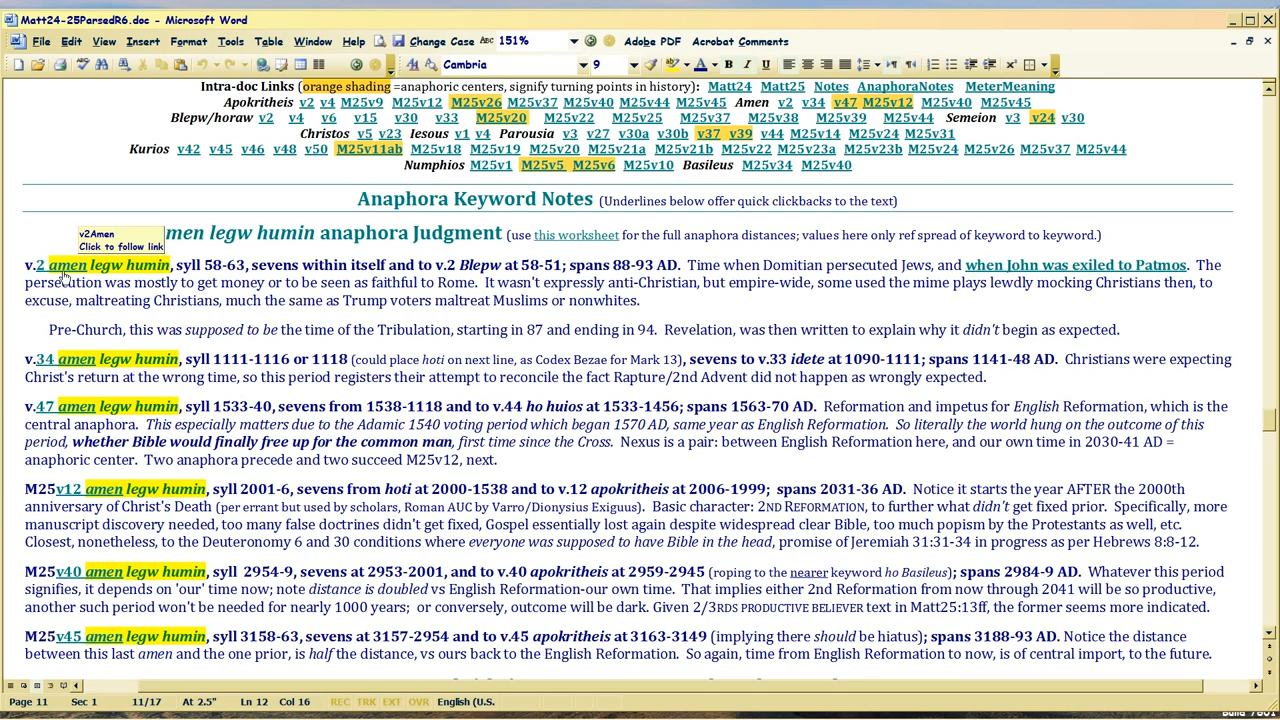 Matt24-25ParsedR6.doc - Microsoft Word
File Edit View Insert Format Tools Table Window Help Change Case ABC 151% Adobe PDF Acrobat Comments
Cambria 9 B I U
Intra-doc Links (orange shading =anaphoric centers, signify turning points in history): Matt24 Matt25 Notes AnaphoraNotes MeterMeaning
Apokritheis v2 v4 M25v9 M25v12 M25v26 M25v37 M25v40 M25v44 M25v45 Amen v2 v34 v47 M25v12 M25v40 M25v45
Blepw/horaw v2 v4 v6 v15 v30 v33 M25v20 M25v22 M25v25 M25v37 M25v38 M25v39 M25v44 Semeion v3 v24 v30
Christos v5 v23 Iesous v1 v4 Parousia v3 v27 v30a v30b v37 v39 v44 M25v14 M25v24 M25v31
Kurios v42 v45 v46 v48 v50 M25v11ab M25v18 M25v19 M25v20 M25v21a M25v21b M25v22 M25v23a M25v23b M25v24 M25v26 M25v37 M25v44
Numphios M25v1 M25v5 M25v6 M25v10 Basileus M25v34 M25v40
Anaphora Keyword Notes (Underlines below offer quick clickbacks to the text)
v2Amen
Click to follow link
men legw humin anaphora Judgment (use this worksheet for the full anaphora distances; values here only ref spread of keyword to keyword.)
v.2 amen legw humin, syll 58-63, sevens within itself and to v.2 Blepw at 58-51; spans 88-93 AD. Time when Domitian persecuted Jews, and when John was exiled to Patmos. The
persecution was mostly to get money or to be seen as faithful to Rome. It wasn't expressly anti-Christian, but empire-wide, some used the mime plays lewdly mocking Christians then, to
excuse, maltreating Christians, much the same as Trump voters maltreat Muslims or nonwhites.
Pre-Church, this was supposed to be the time of the Tribulation, starting in 87 and ending in 94. Revelation, was then written to explain why it didn't begin as expected.
v.34 amen legw humin, syll 1111-1116 or 1118 (could place hoti on next line, as Codex Bezae for Mark 13), sevens to v.33 idete at 1090-1111; spans 1141-48 AD. Christians were expecting
Christ's return at the wrong time, so this period registers their attempt to reconcile the fact Rapture/2nd Advent did not happen as wrongly expected.
v.47 amen legw humin, syll 1533-40, sevens from 1538-1118 and to v.44 ho huios at 1533-1456; spans 1563-70 AD. Reformation and impetus for English Reformation, which is the
central anaphora. This especially matters due to the Adamic 1540 voting period which began 1570 AD, same year as English Reformation. So literally the world hung on the outcome of this
period, whether Bible would finally free up for the common man, first time since the Cross. Nexus is a pair: between English Reformation here, and our own time in 2030-41 AD =
anaphoric center. Two anaphora precede and two succeed M25v12, next.
M25v12 amen legw humin, syll 2001-6, sevens from hoti at 2000-1538 and to v.12 apokritheis at 2006-1999; spans 2031-36 AD. Notice it starts the year AFTER the 2000th
anniversary of Christ's Death (per errant but used by scholars, Roman AUC by Varro/Dionysius Exiguus). Basic character: 2ND REFORMATION, to further what didn't get fixed prior. Specifically, more
manuscript discovery needed, too many false doctrines didn't get fixed, Gospel essentially lost again despite widespread clear Bible, too much popism by the Protestants as well, etc.
Closest, nonetheless, to the Deuteronomy 6 and 30 conditions where everyone was supposed to have Bible in the head, promise of Jeremiah 31:31-34 in progress as per Hebrews 8:8-12.
M25v40 amen legw humin, syll 2954-9, sevens at 2953-2001, and to v.40 apokritheis at 2959-2945 (roping to the nearer keyword ho Basileus); spans 2984-9 AD. Whatever this period
signifies, it depends on 'our' time now; note distance is doubled vs English Reformation-our own time. That implies either 2nd Reformation from now through 2041 will be so productive,
another such period won't be needed for nearly 1000 years; or conversely, outcome will be dark. Given 2/3RDS PRODUCTIVE BELIEVER text in Matt25:13ff, the former seems more indicated.
M25v45 amen legw humin, syll 3158-63, sevens at 3157-2954 and to v.45 apokritheis at 3163-3149 (implying there should be hiatus); spans 3188-93 AD. Notice the distance
between this last amen and the one prior, is half the distance, vs ours back to the English Reformation. So again, time from English Reformation to now, is of central import, to the future.
Page 11 Sec 1 11/17 At 2.5" Ln 12 Col 16 REC TRK EXT OVR English (U.S.